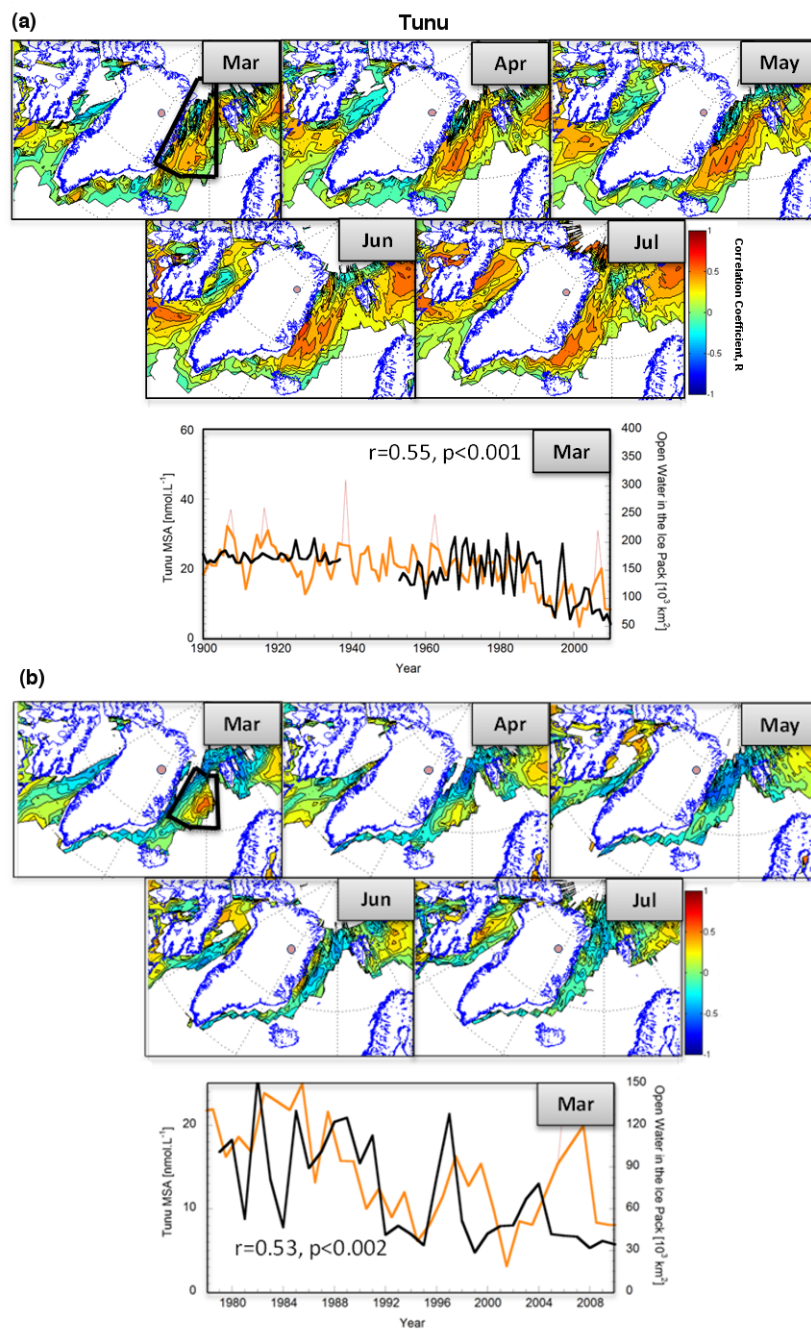 (a)
Tunu
Mar
Apr
May
Jun
Jul
1
0.5
0
-0.5
-1
Correlation Coefficient, R
60
40
20
0
Tunu MSA [nmol.L⁻¹]
r=0.55, p<0.001
Mar
400
350
300
250
200
150
100
50
Open Water in the Ice Pack [10³ km²]
1900 1920 1940 1960 1980 2000
Year
(b)
Mar
Apr
May
Jun
Jul
1
0.5
0
-0.5
-1
20
10
0
Tunu MSA [nmol.L⁻¹]
r=0.53, p<0.002
Mar
150
120
90
60
30
0
Open Water in the Ice Pack [10³ km²]
1980 1984 1988 1992 1996 2000 2004 2008
Year